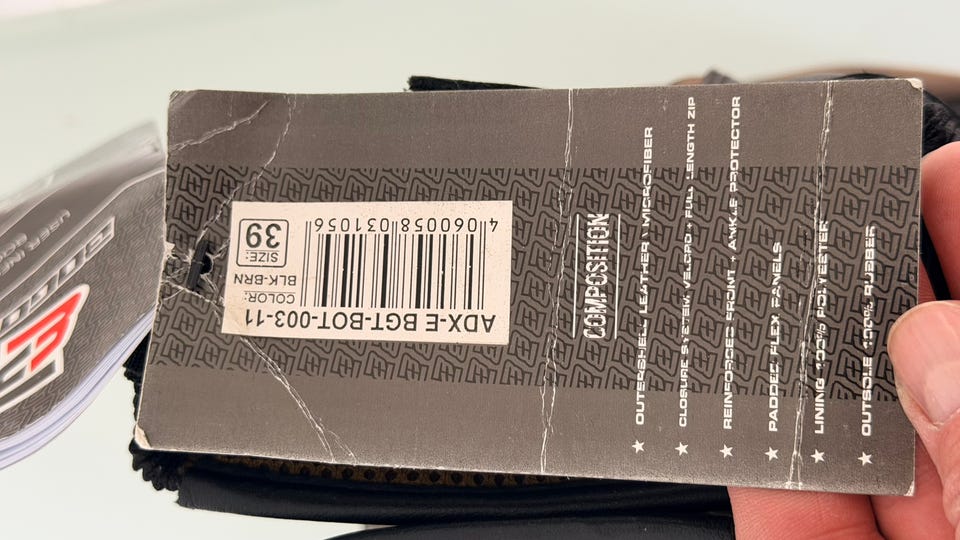 COMPOSITION
★ OUTERSHELL LEATHER | MICROFIBER
★ CLOSURE SYSTEM VELCRO + FULL LENGTH ZIP
★ REINFORCED FRONT + ANKLE PROTECTOR
★ PADDED FLEX PANELS
★ LINING 100% POLYESTER
★ OUTSOLE 100% RUBBER
ADX-E BGT-BOT-003-11
4 060058 031056
COLOR:
BLK-BRN
SIZE:
39